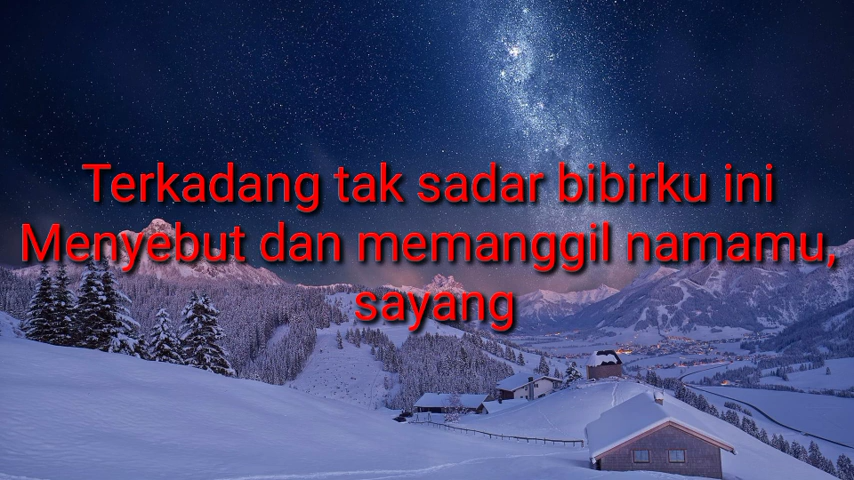 Terkadang tak sadar bibirku ini
Menyebut dan memanggil namamu,
sayang